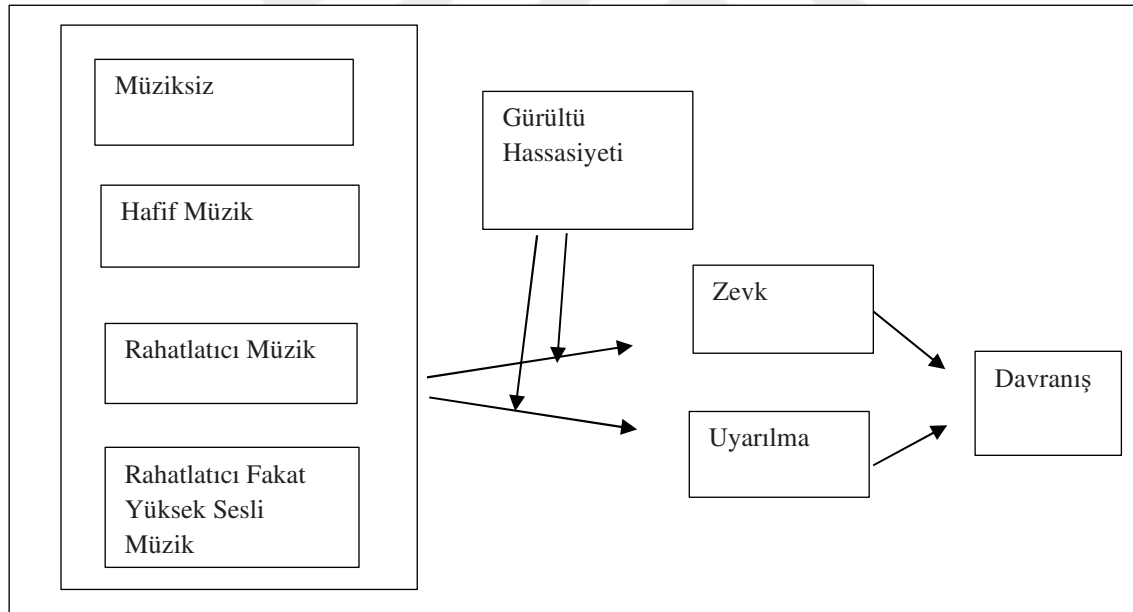 Müziksiz
Hafif Müzik
Rahatlatıcı Müzik
Rahatlatıcı Fakat
Yüksek Sesli
Müzik
Gürültü
Hassasiyeti
Zevk
Uyarılma
Davranış